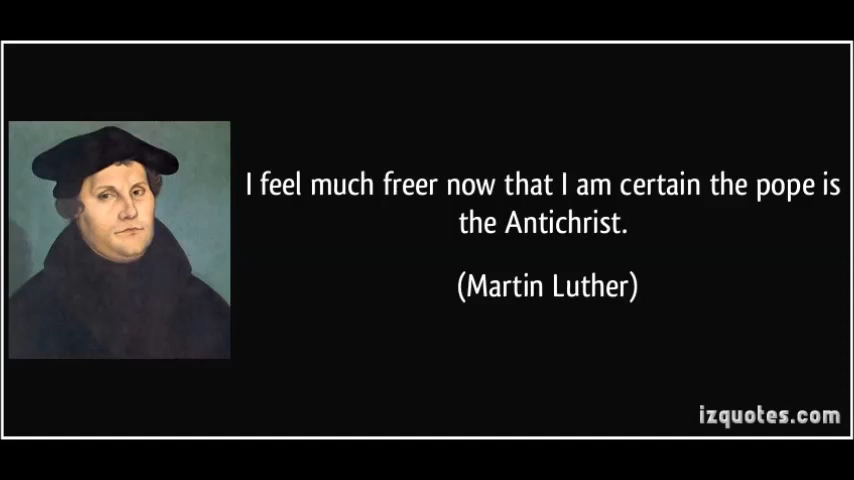 I feel much freer now that I am certain the pope is
the Antichrist.
(Martin Luther)
izquotes.com